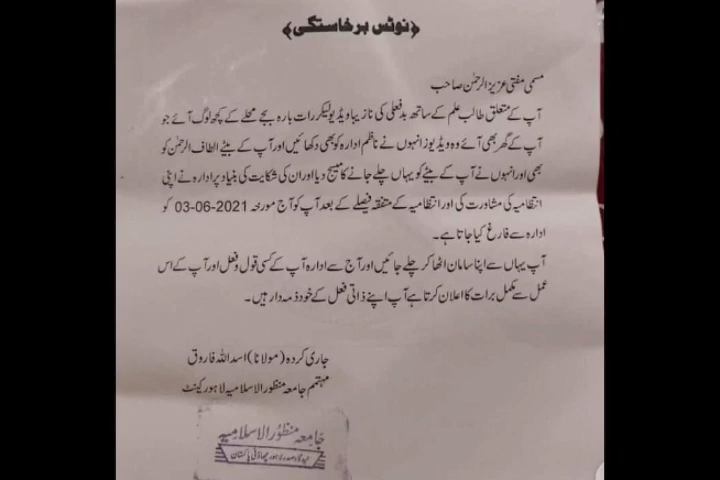 ﴿نوٹس برخاستگی﴾
مسمی مفتی عزیز الرحمٰن صاحب
آپ کے متعلق طالب علم کے ساتھ بدفعلی کی نازیبا ویڈیو لیکر رات بارہ بجے محلے کے کچھ لوگ آئے جو
آپ کے گھر بھی آئے وہ ویڈیوز انہوں نے ناظم ادارہ کو بھی دکھائیں اور آپ کے بیٹے الطاف الرحمٰن کو
بھی اور انہوں نے آپ کے بیٹے کو یہاں چلے جانے کا میسج دیا اور ان کی شکایت کی بنیاد پر ادارہ نے اپنی
انتظامیہ کی مشاورت کی اور انتظامیہ کے متفقہ فیصلے کے بعد آپ کو آج مورخہ 03-06-2021 کو
ادارہ سے فارغ کیا جاتا ہے۔
آپ یہاں سے اپنا سامان اٹھا کر چلے جائیں اور آج سے ادارہ آپ کے کسی قول و فعل اور آپ کے اس
عمل سے مکمل برات کا اعلان کرتا ہے آپ اپنے ذاتی فعل کے خود ذمہ دار ہیں۔
جاری کردہ (مولانا) اسد اللہ فاروق
مہتمم جامعہ منظور الاسلامیہ لاہور کینٹ
جامعہ منظور الاسلامیہ
عیدگاہ صدر لاہور چھاؤنی پاکستان